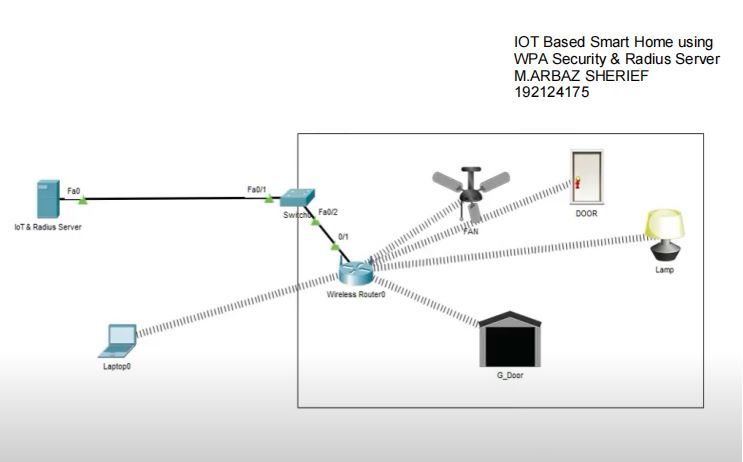 IOT Based Smart Home using
WPA Security & Radius Server
M.ARBAZ SHERIEF
192124175
Fa0
Fa0/1
IoT & Radius Server
Switch0
Fa0/2
0/1
Wireless Router0
FAN
DOOR
Lamp
Laptop0
G_Door